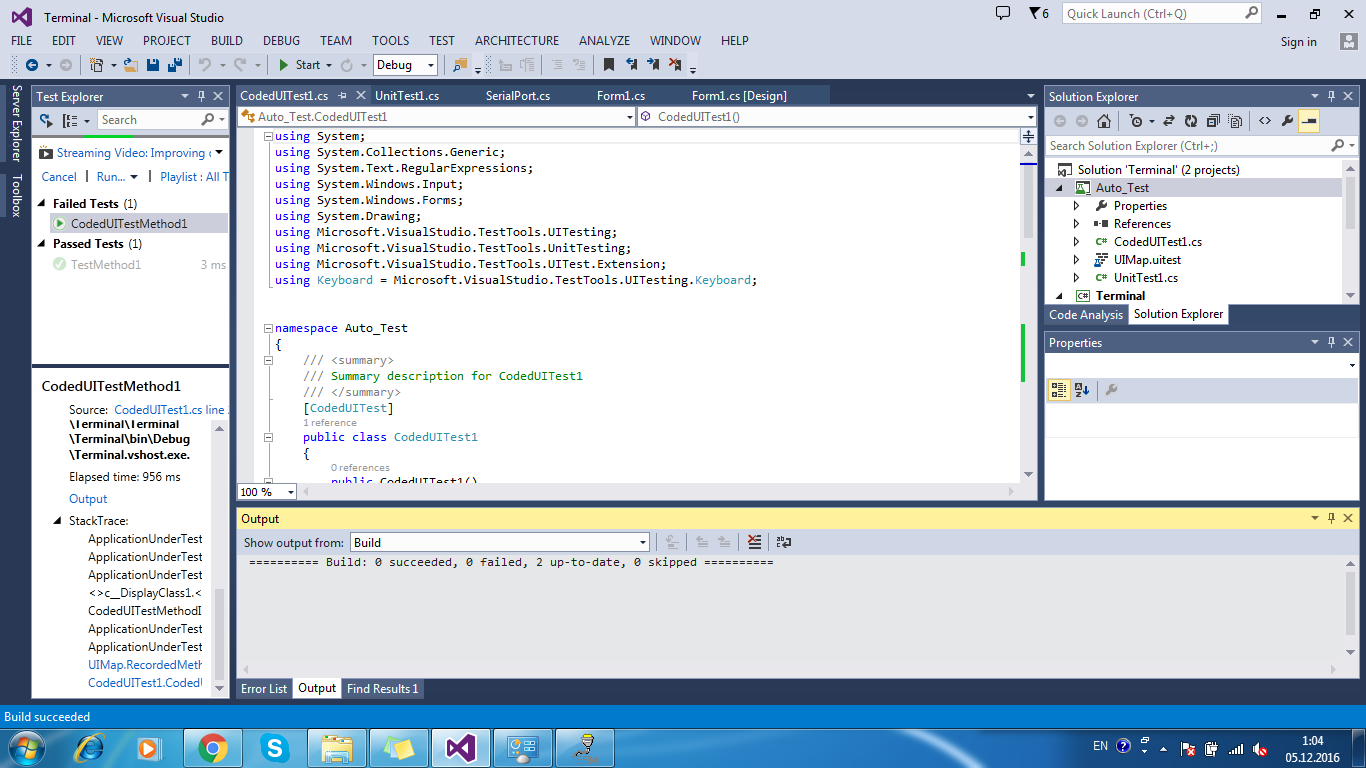 Terminal - Microsoft Visual Studio
6
Quick Launch (Ctrl+Q)
FILE EDIT VIEW PROJECT BUILD DEBUG TEAM TOOLS TEST ARCHITECTURE ANALYZE WINDOW HELP
Sign in
Start
Debug
Server Explorer
Toolbox
Test Explorer
Search
Streaming Video: Improving
Cancel | Run... | Playlist : All T
Failed Tests (1)
CodedUITestMethod1
Passed Tests (1)
TestMethod1 3 ms
CodedUITestMethod1
Source: CodedUITest1.cs line
\Terminal\Terminal
\Terminal\bin\Debug
\Terminal.vshost.exe.
Elapsed time: 956 ms
Output
StackTrace:
ApplicationUnderTest
ApplicationUnderTest
ApplicationUnderTest
<>c__DisplayClass1.<
CodedUITestMethodI
ApplicationUnderTest
ApplicationUnderTest
UIMap.RecordedMeth
CodedUITest1.CodedU
CodedUITest1.cs UnitTest1.cs SerialPort.cs Form1.cs Form1.cs [Design]
Auto_Test.CodedUITest1 CodedUITest1()
using System;
using System.Collections.Generic;
using System.Text.RegularExpressions;
using System.Windows.Input;
using System.Windows.Forms;
using System.Drawing;
using Microsoft.VisualStudio.TestTools.UITesting;
using Microsoft.VisualStudio.TestTools.UnitTesting;
using Microsoft.VisualStudio.TestTools.UITest.Extension;
using Keyboard = Microsoft.VisualStudio.TestTools.UITesting.Keyboard;
namespace Auto_Test
{
/// <summary>
/// Summary description for CodedUITest1
/// </summary>
[CodedUITest]
1 reference
public class CodedUITest1
{
0 references
public CodedUITest1()
100 %
Output
Show output from: Build
========== Build: 0 succeeded, 0 failed, 2 up-to-date, 0 skipped ==========
Error List Output Find Results 1
Solution Explorer
Search Solution Explorer (Ctrl+;)
Solution 'Terminal' (2 projects)
Auto_Test
Properties
References
C# CodedUITest1.cs
UIMap.uitest
C# UnitTest1.cs
C# Terminal
Code Analysis Solution Explorer
Properties
Build succeeded
EN
1:04
05.12.2016